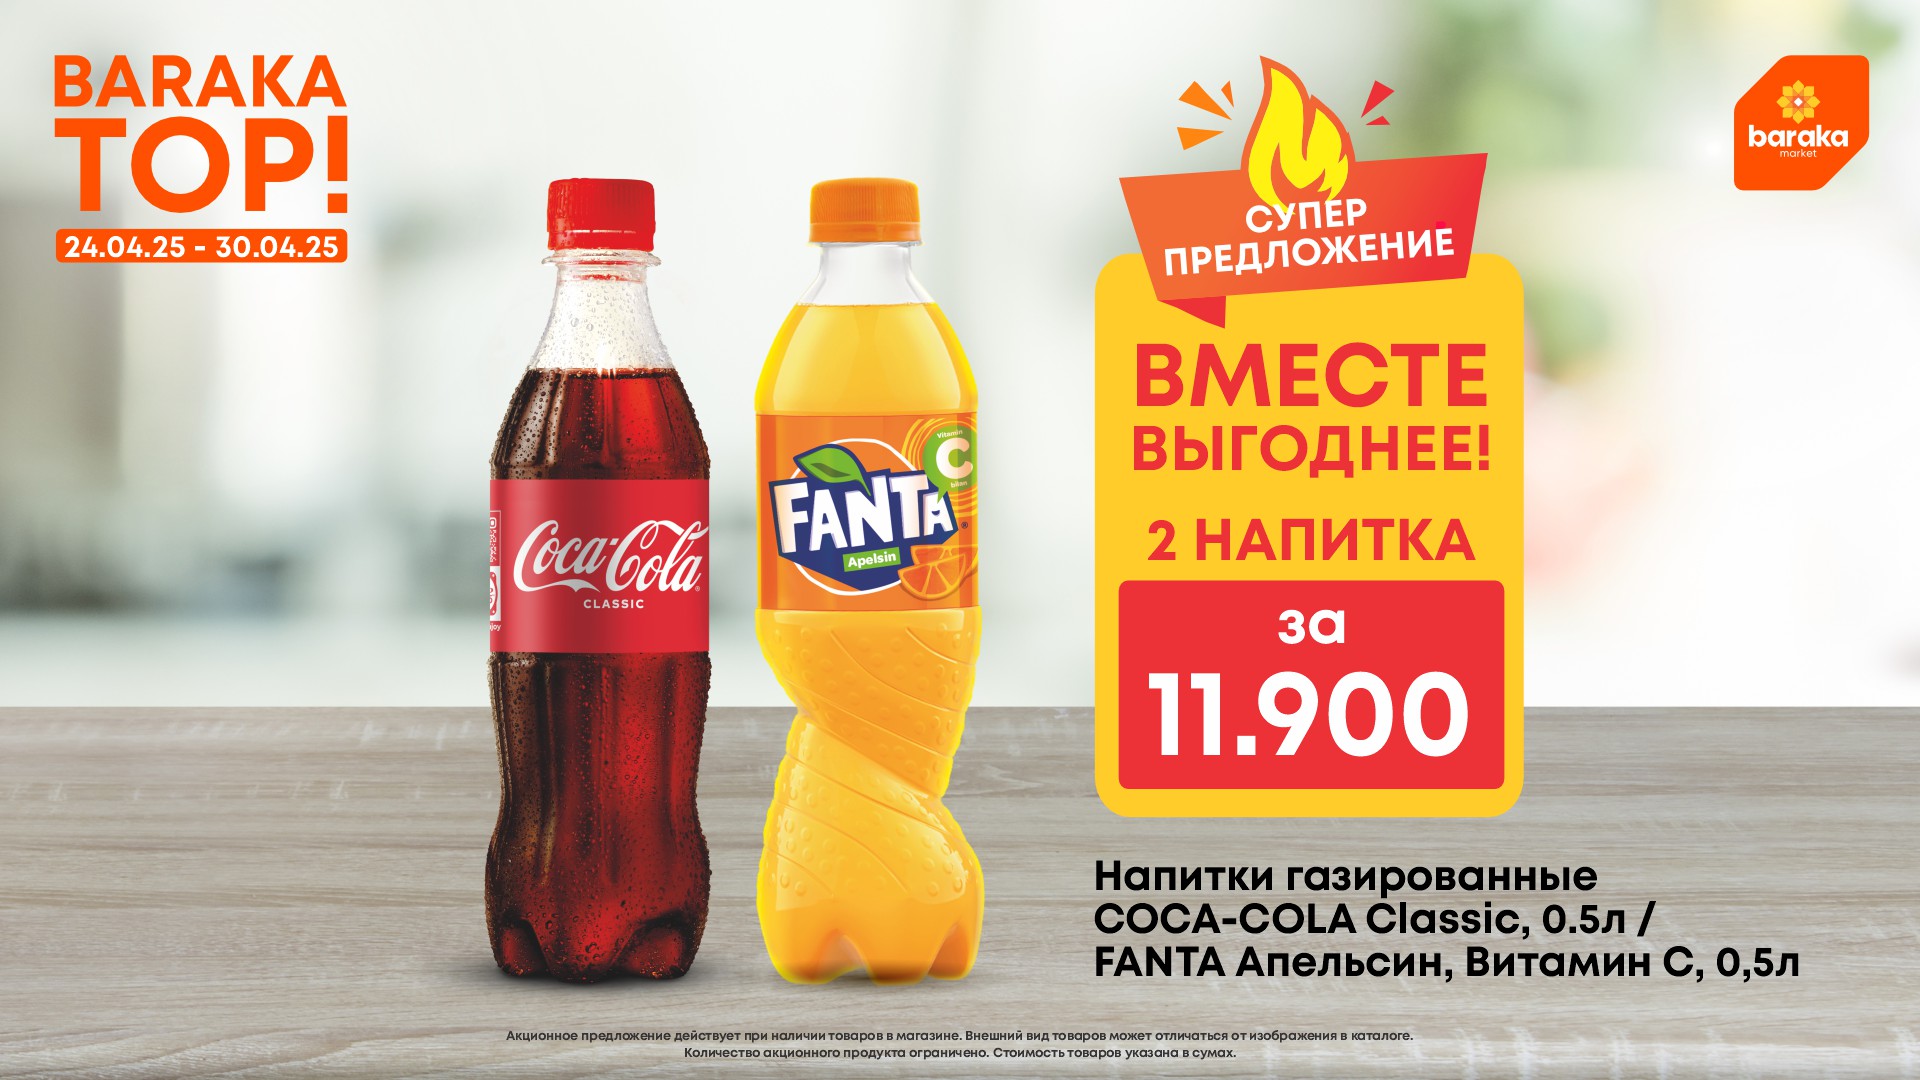 BARAKA
TOP!
24.04.25 - 30.04.25
baraka
market
СУПЕР
ПРЕДЛОЖЕНИЕ
ВМЕСТЕ
ВЫГОДНЕЕ!
2 НАПИТКА
за
11.900
Coca-Cola
CLASSIC
Vitamin
C
bilan
FANTA
Apelsin
Напитки газированные
COCA-COLA Classic, 0.5л /
FANTA Апельсин, Витамин С, 0,5л
Акционное предложение действует при наличии товаров в магазине. Внешний вид товаров может отличаться от изображения в каталоге.
Количество акционного продукта ограничено. Стоимость товаров указана в сумах.